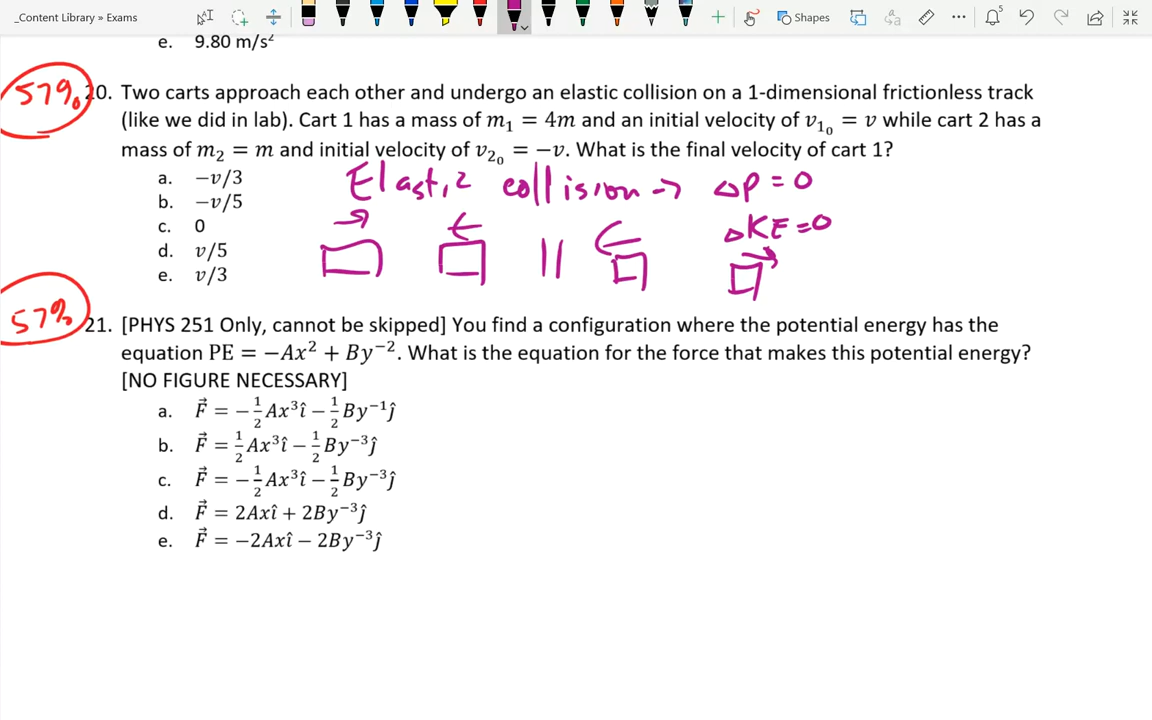 _Content Library » Exams
Shapes
5
e. 9.80 m/s²
57%
20. Two carts approach each other and undergo an elastic collision on a 1-dimensional frictionless track
(like we did in lab). Cart 1 has a mass of m₁ = 4m and an initial velocity of v₁₀ = v while cart 2 has a
mass of m₂ = m and initial velocity of v₂₀ = −v. What is the final velocity of cart 1?
a. −v/3
b. −v/5
c. 0
d. v/5
e. v/3
Elastic collision → Δp = 0
ΔKE = 0
57%
21. [PHYS 251 Only, cannot be skipped] You find a configuration where the potential energy has the
equation PE = −Ax² + By⁻². What is the equation for the force that makes this potential energy?
[NO FIGURE NECESSARY]
a. F⃗ = −½Ax³î − ½By⁻¹ĵ
b. F⃗ = ½Ax³î − ½By⁻³ĵ
c. F⃗ = −½Ax³î − ½By⁻³ĵ
d. F⃗ = 2Axî + 2By⁻³ĵ
e. F⃗ = −2Axî − 2By⁻³ĵ